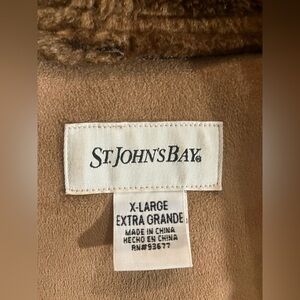 ST. JOHN'S BAY®
X-LARGE
EXTRA GRANDE
MADE IN CHINA
HECHO EN CHINA
RN#93677